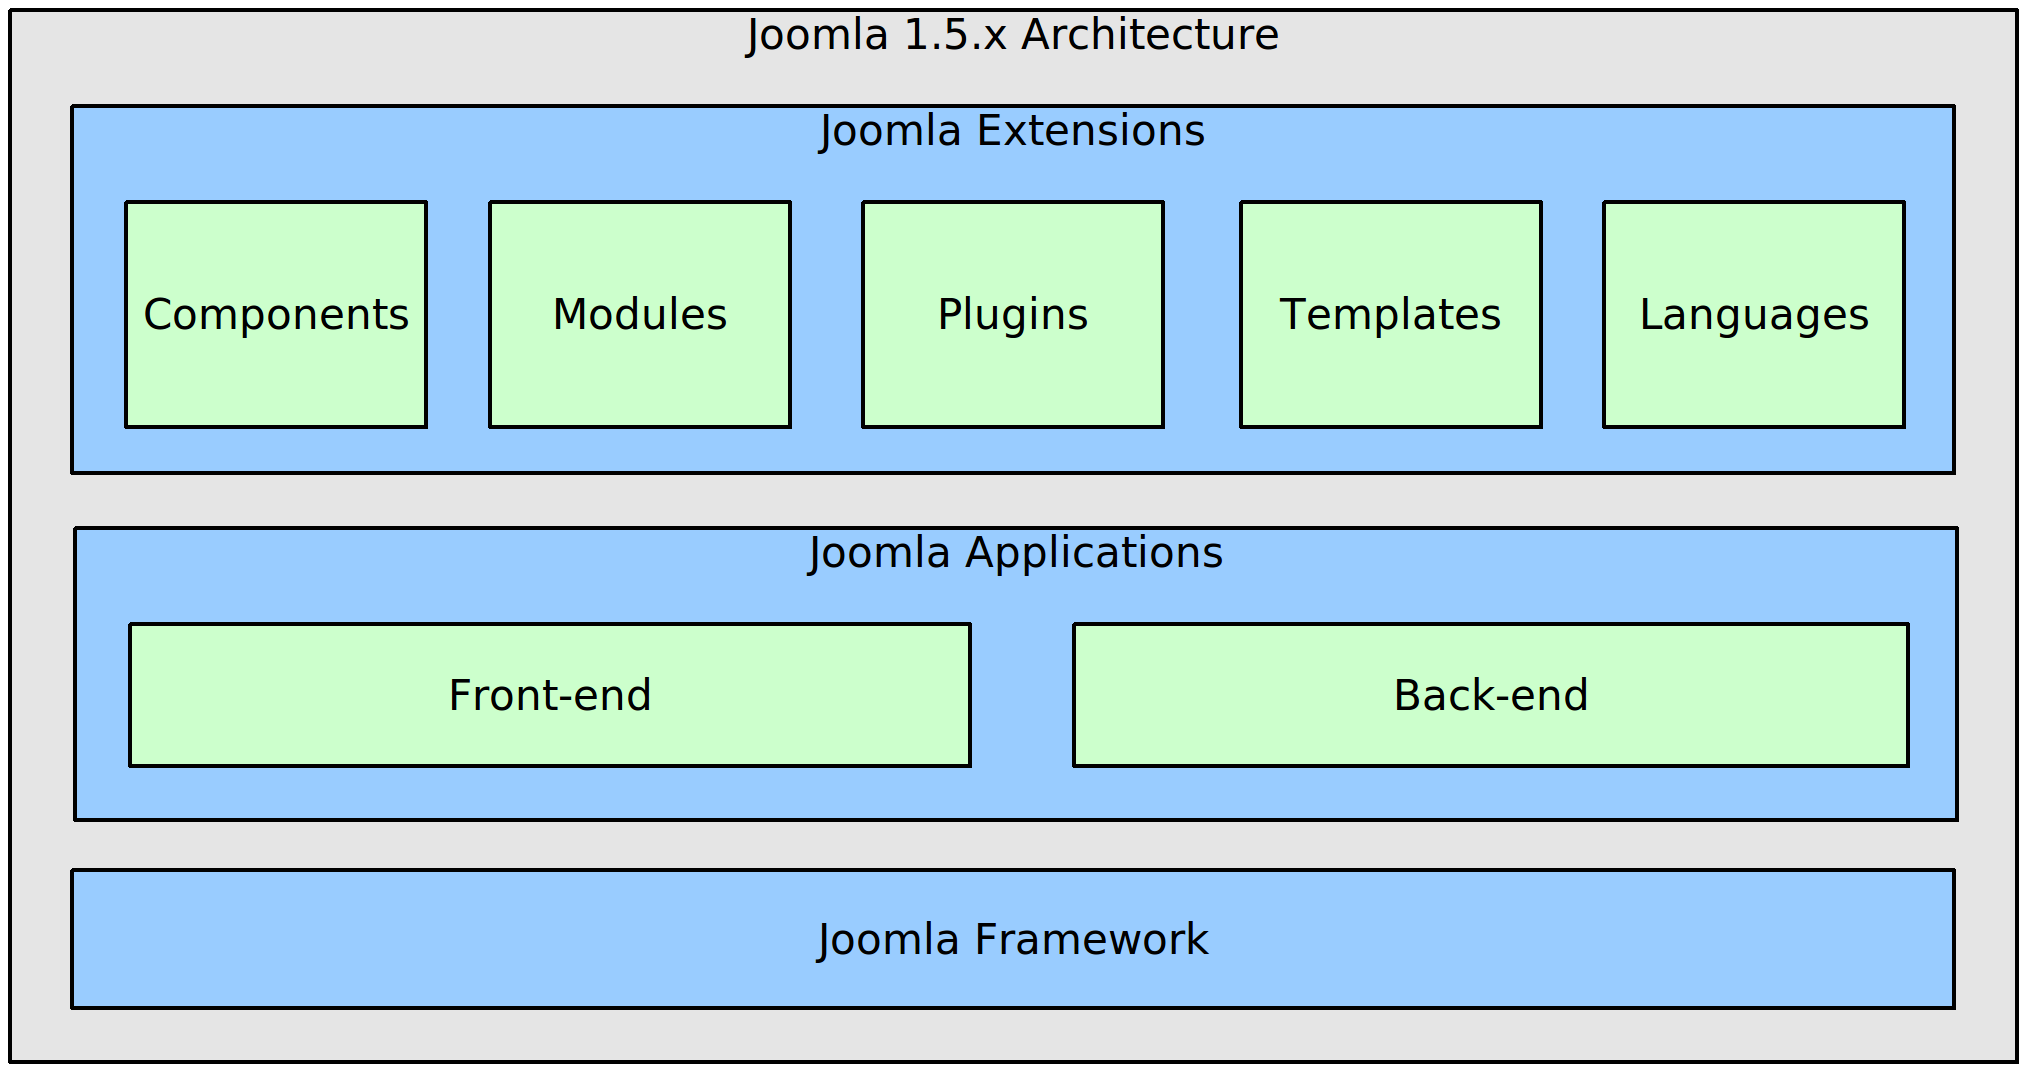 Joomla 1.5.x Architecture
Joomla Extensions
Components
Modules
Plugins
Templates
Languages
Joomla Applications
Front-end
Back-end
Joomla Framework